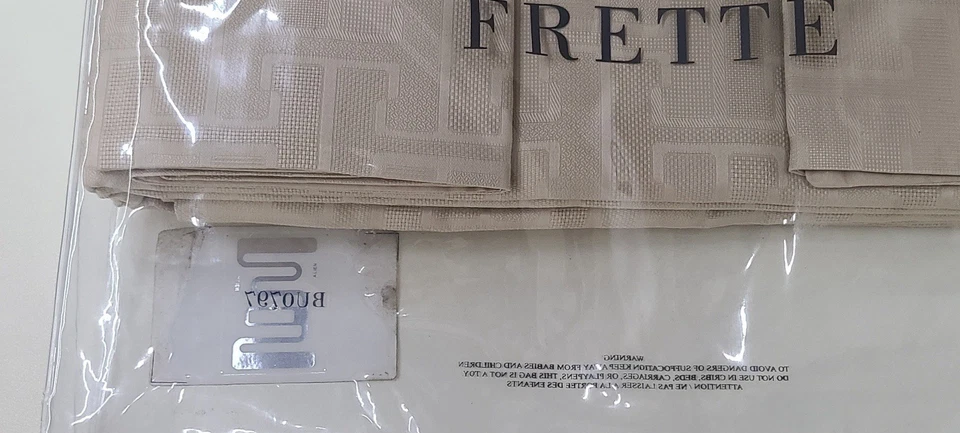 FRETTE
BU0797
WARNING
TO AVOID DANGERS OF SUFFOCATION KEEP AWAY FROM BABIES AND CHILDREN
DO NOT USE IN CRIBS, BEDS, CARRIAGES, OR PLAYPENS, THIS BAG IS NOT A TOY
ATTENTION / NE PAS LAISSER A LA PORTEE DES ENFANTS